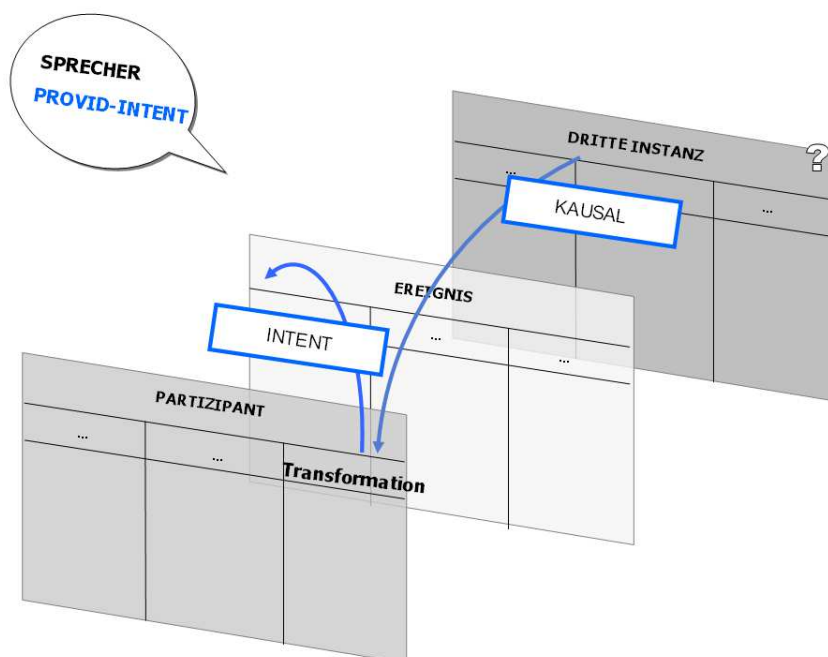 SPRECHER
PROVID-INTENT
DRITTE INSTANZ
?
...
...
KAUSAL
EREIGNIS
...
...
INTENT
PARTIZIPANT
...
...
Transformation